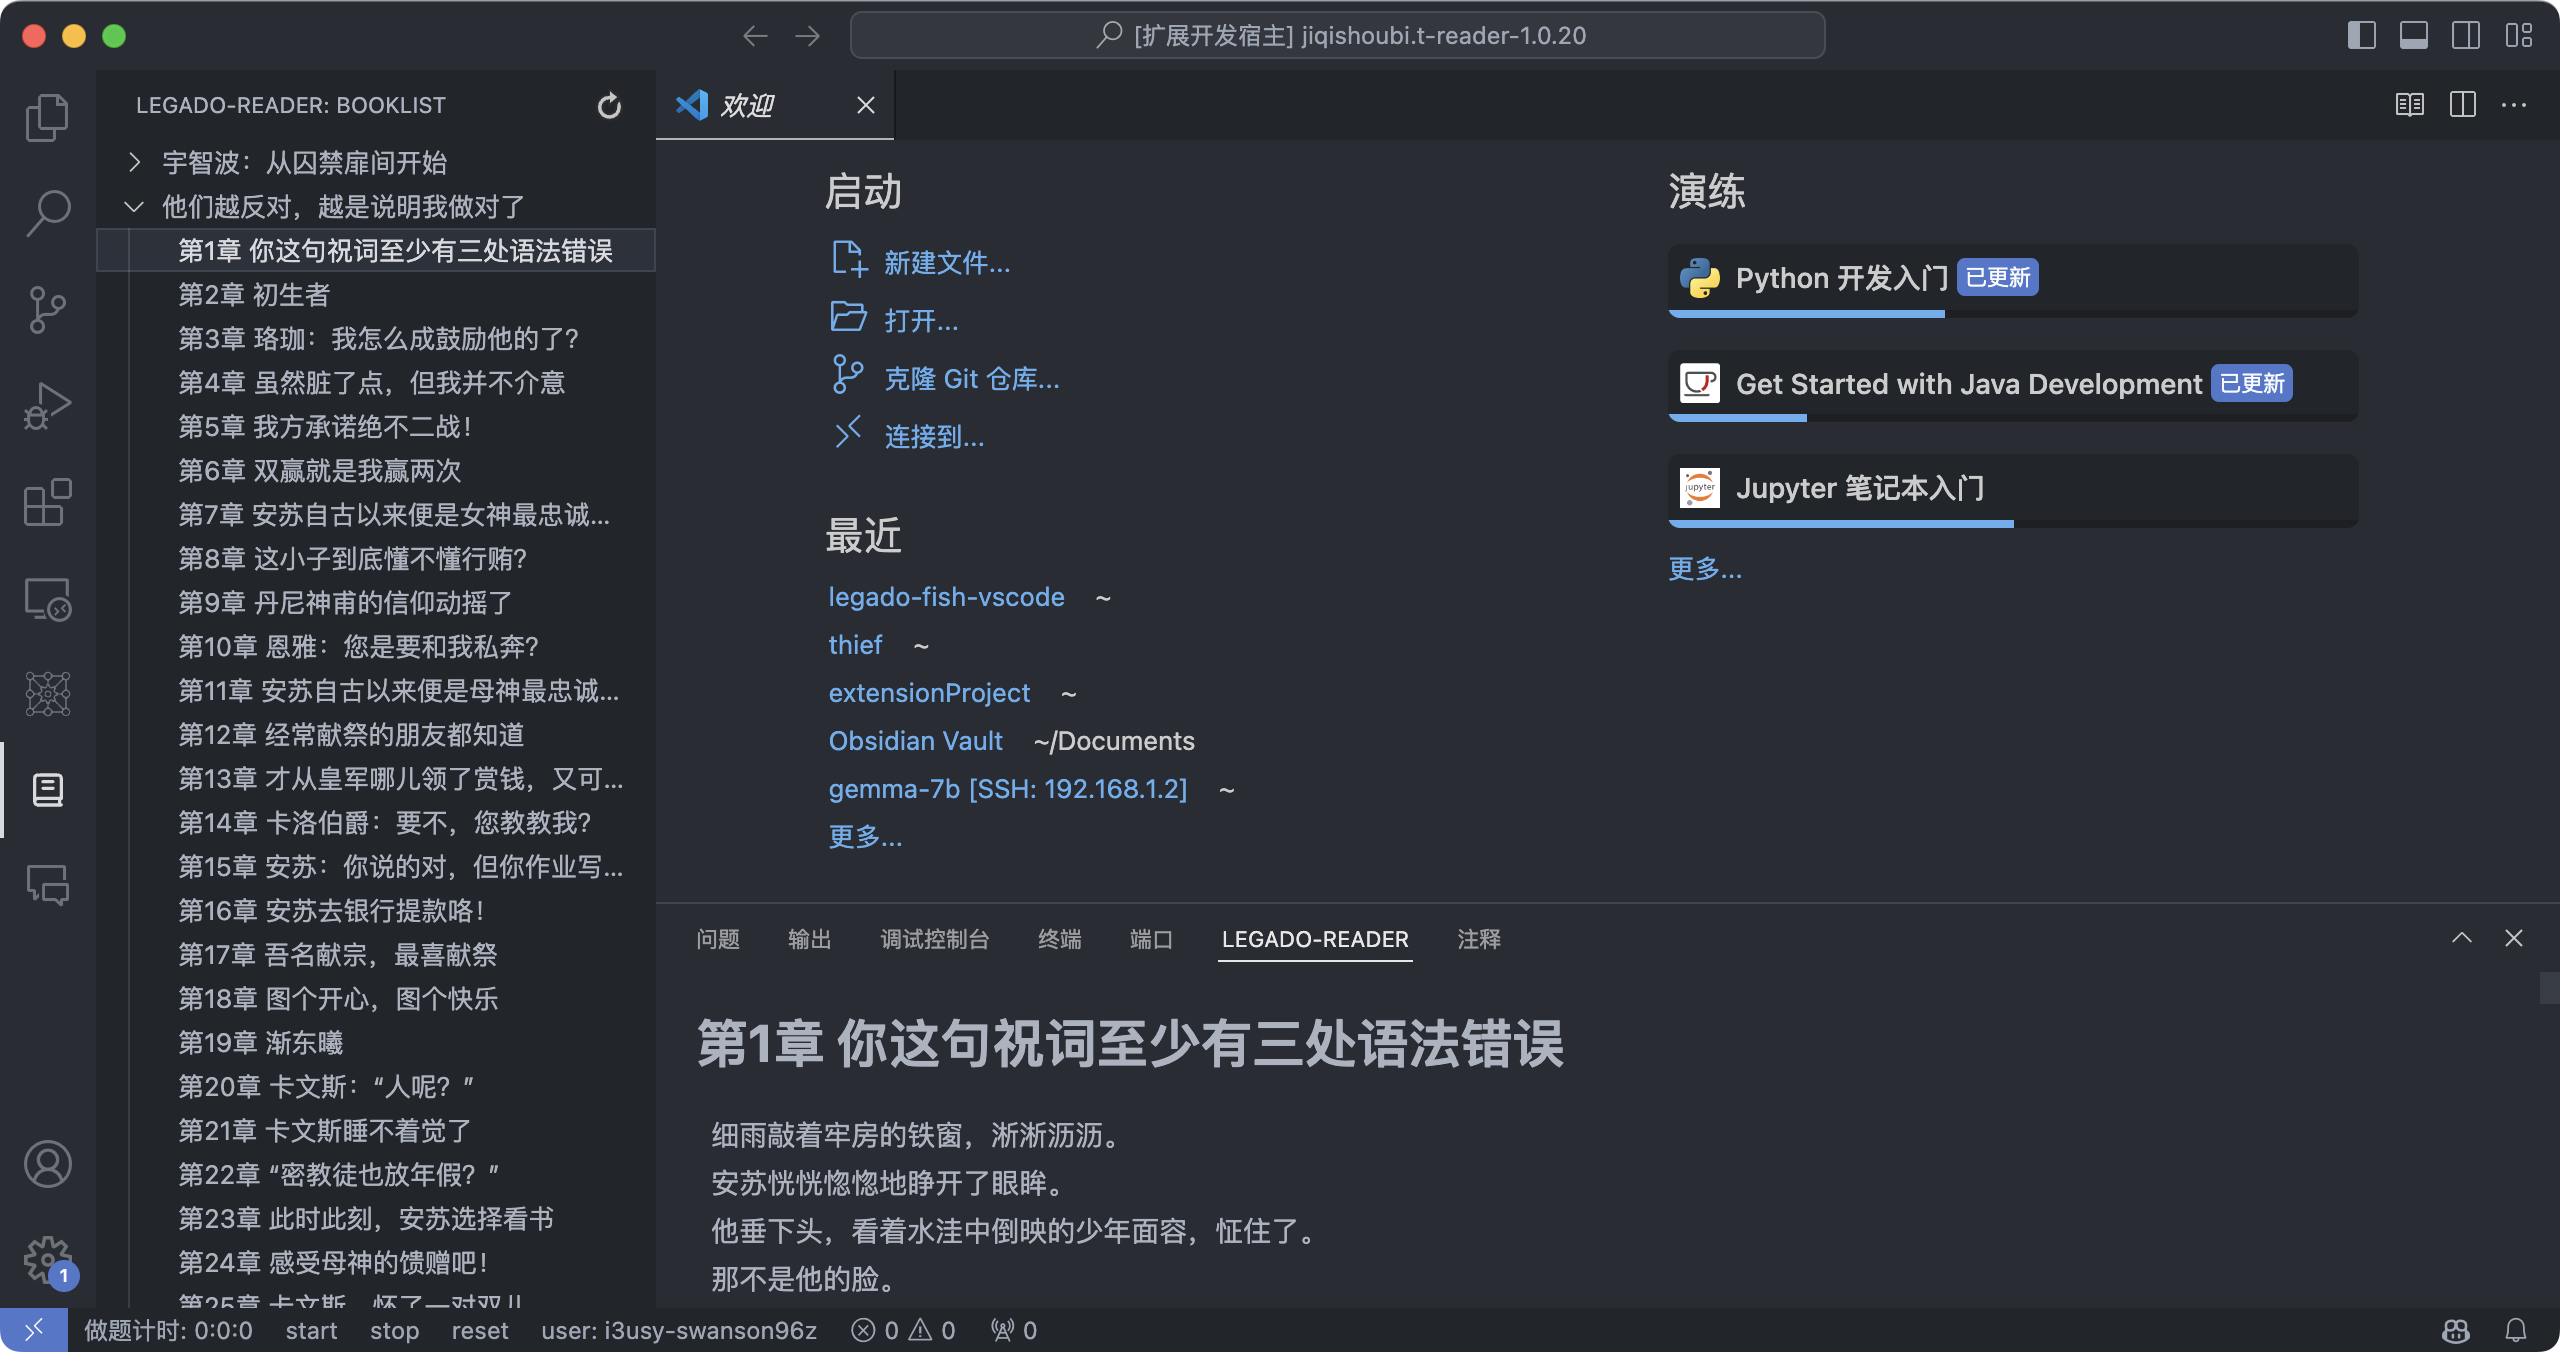 [扩展开发宿主] jiqishoubi.t-reader-1.0.20
LEGADO-READER: BOOKLIST
宇智波：从囚禁扉间开始
他们越反对，越是说明我做对了
第1章 你这句祝词至少有三处语法错误
第2章 初生者
第3章 珞珈：我怎么成鼓励他的了？
第4章 虽然脏了点，但我并不介意
第5章 我方承诺绝不二战！
第6章 双赢就是我赢两次
第7章 安苏自古以来便是女神最忠诚...
第8章 这小子到底懂不懂行贿？
第9章 丹尼神甫的信仰动摇了
第10章 恩雅：您是要和我私奔？
第11章 安苏自古以来便是母神最忠诚...
第12章 经常献祭的朋友都知道
第13章 才从皇军哪儿领了赏钱，又可...
第14章 卡洛伯爵：要不，您教教我？
第15章 安苏：你说的对，但你作业写...
第16章 安苏去银行提款咯！
第17章 吾名献宗，最喜献祭
第18章 图个开心，图个快乐
第19章 渐东曦
第20章 卡文斯：“人呢？”
第21章 卡文斯睡不着觉了
第22章 “密教徒也放年假？”
第23章 此时此刻，安苏选择看书
第24章 感受母神的馈赠吧！
第25章 卡文斯，怀了一对双儿
1
欢迎
启动
新建文件...
打开...
克隆 Git 仓库...
连接到...
最近
legado-fish-vscode ~
thief ~
extensionProject ~
Obsidian Vault ~/Documents
gemma-7b [SSH: 192.168.1.2] ~
更多...
演练
Python 开发入门 已更新
Get Started with Java Development 已更新
jupyter Jupyter 笔记本入门
更多...
问题 输出 调试控制台 终端 端口 LEGADO-READER 注释
第1章 你这句祝词至少有三处语法错误
细雨敲着牢房的铁窗，淅淅沥沥。
安苏恍恍惚惚地睁开了眼眸。
他垂下头，看着水洼中倒映的少年面容，怔住了。
那不是他的脸。
做题计时: 0:0:0 start stop reset user: i3usy-swanson96z 0 0 0